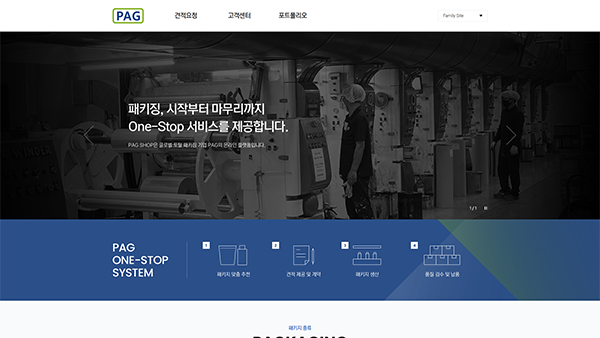 PAG
견적요청
고객센터
포트폴리오
Family Site
패키징, 시작부터 마무리까지
One-Stop 서비스를 제공합니다.
PAG SHOP은 글로벌 토탈 패키징 기업 PAG의 온라인 플랫폼입니다.
1/1
PAG
ONE-STOP
SYSTEM
1
패키지 맞춤 추천
2
견적 제공 및 계약
3
패키지 생산
4
품질 검수 및 납품
패키지 종류
PACKAGING